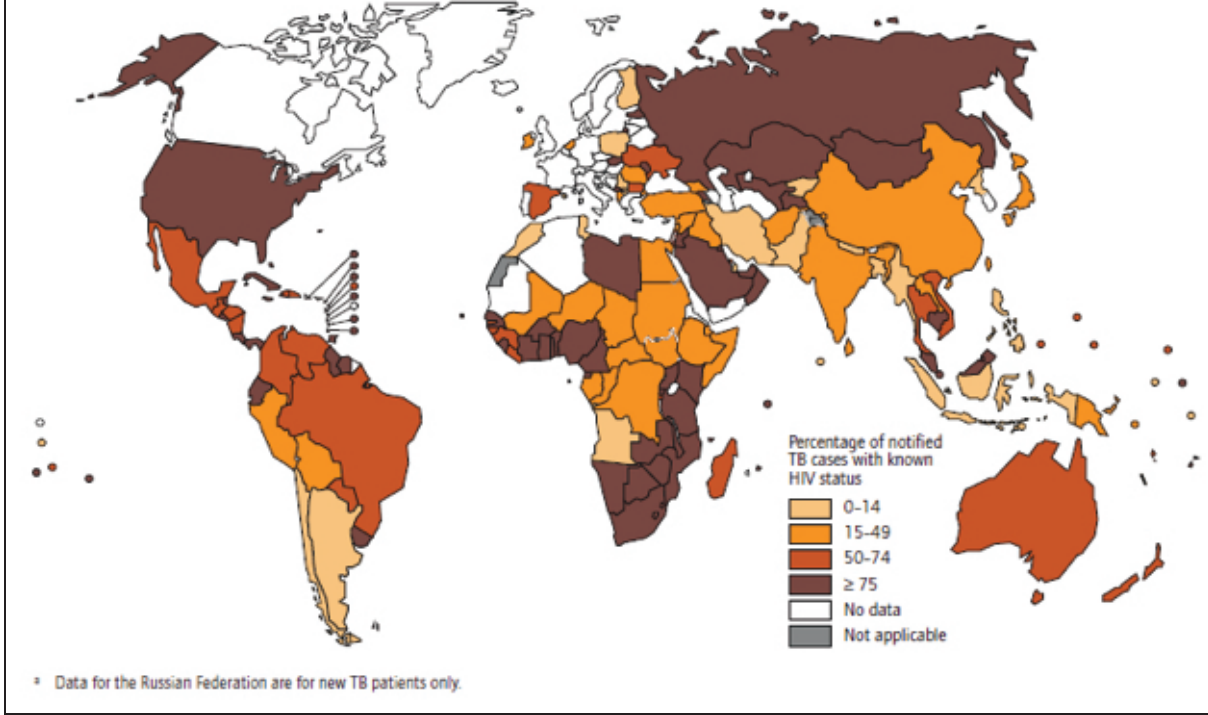 Percentage of notified
TB cases with known
HIV status
0–14
15–49
50–74
≥ 75
No data
Not applicable
a Data for the Russian Federation are for new TB patients only.